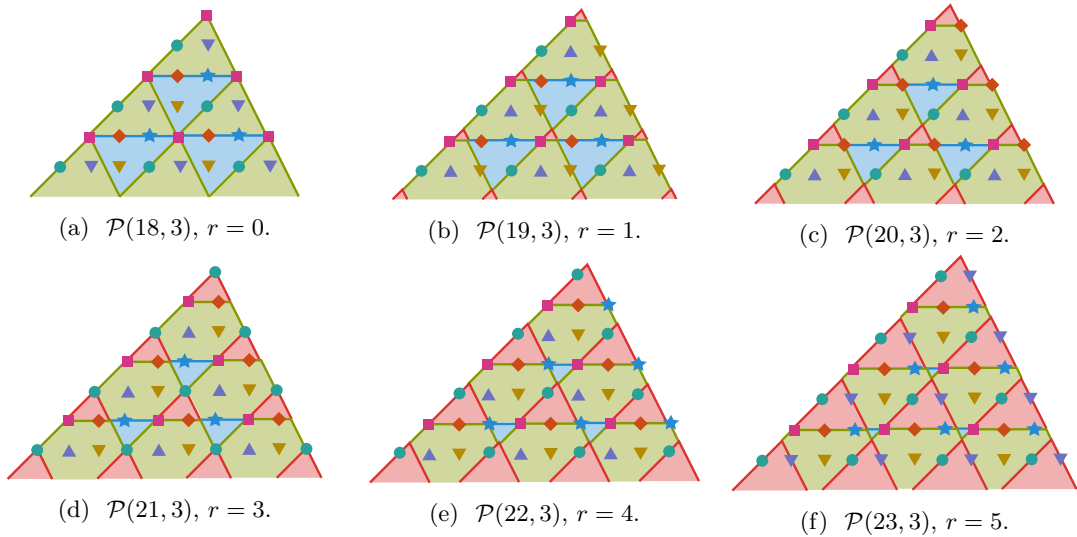 (a) 𝒫(18, 3), r = 0.
(b) 𝒫(19, 3), r = 1.
(c) 𝒫(20, 3), r = 2.
(d) 𝒫(21, 3), r = 3.
(e) 𝒫(22, 3), r = 4.
(f) 𝒫(23, 3), r = 5.